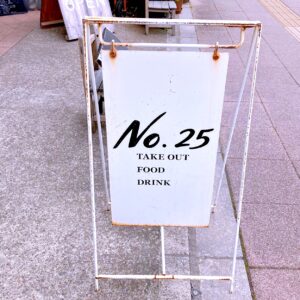 No. 25
TAKE OUT
FOOD
DRINK